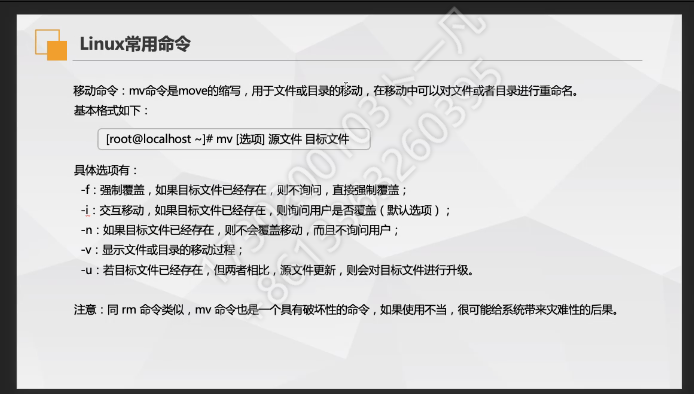 Linux常用命令
移动命令：mv命令是move的缩写，用于文件或目录的移动，在移动中可以对文件或者目录进行重命名。
基本格式如下：
[root@localhost ~]# mv [选项] 源文件 目标文件
具体选项有：
-f：强制覆盖，如果目标文件已经存在，则不询问，直接强制覆盖；
-i：交互移动，如果目标文件已经存在，则询问用户是否覆盖（默认选项）；
-n：如果目标文件已经存在，则不会覆盖移动，而且不询问用户；
-v：显示文件或目录的移动过程；
-u：若目标文件已经存在，但两者相比，源文件更新，则会对目标文件进行升级。
注意：同 rm 命令类似，mv 命令也是一个具有破坏性的命令，如果使用不当，很可能给系统带来灾难性的后果。